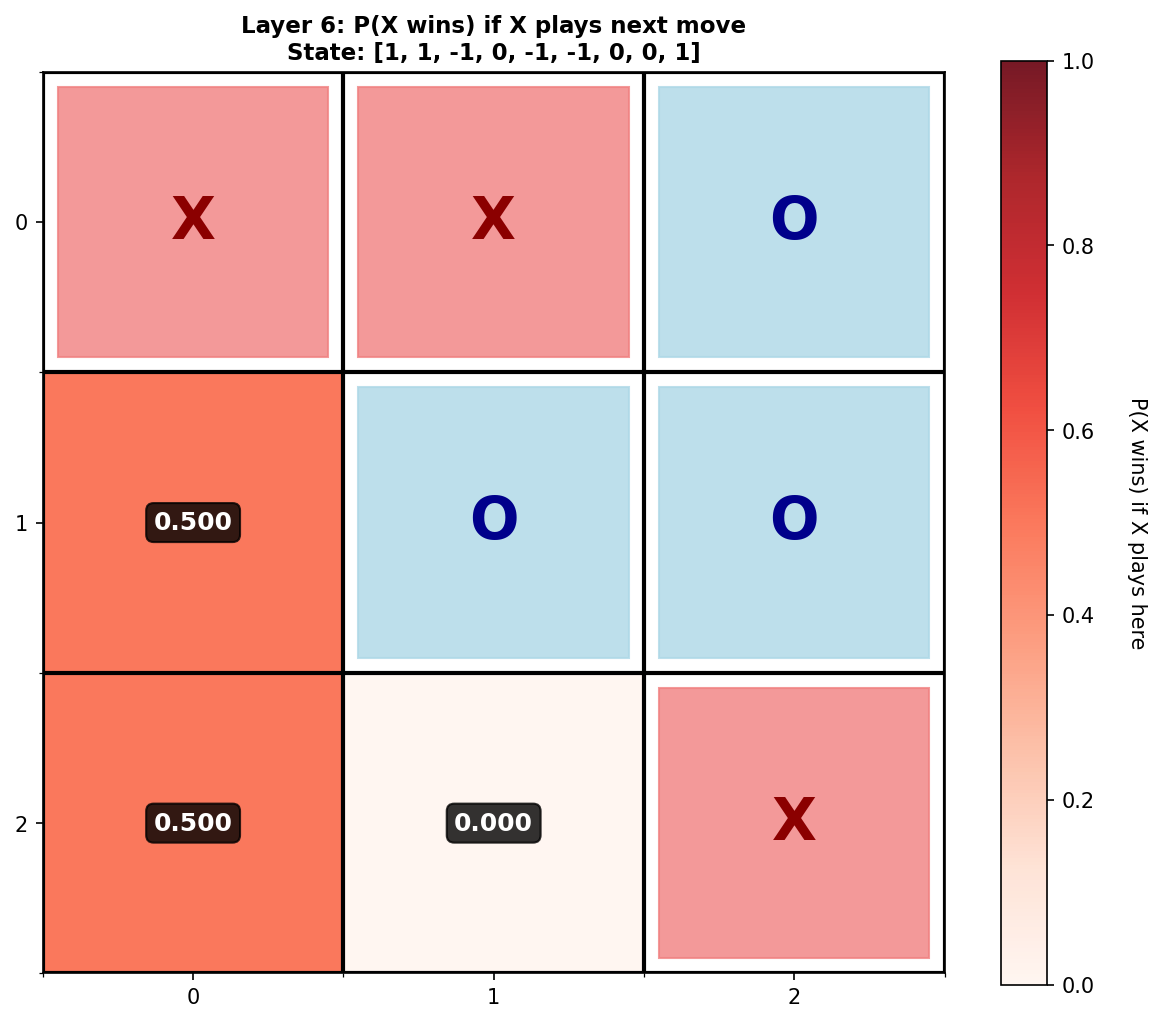 Layer 6: P(X wins) if X plays next move
State: [1, 1, -1, 0, -1, -1, 0, 0, 1]
X X O
0.500 O O
0.500 0.000 X
0
1
2
0 1 2
1.0
0.8
0.6
0.4
0.2
0.0
P(X wins) if X plays here